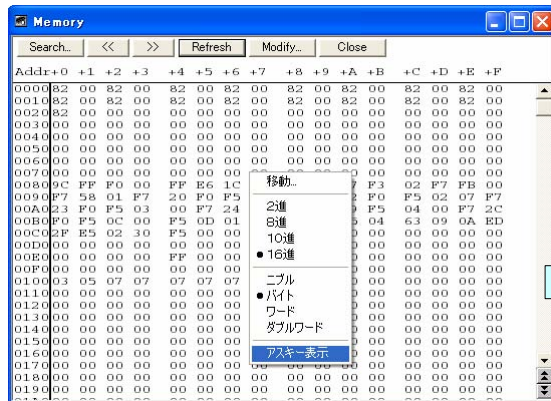 Memory
Search... << >> Refresh Modify... Close
Addr +0 +1 +2 +3 +4 +5 +6 +7 +8 +9 +A +B +C +D +E +F
0000 82 00 82 00 82 00 82 00 82 00 82 00 82 00 82 00
0010 82 00 82 00 82 00 82 00 82 00 82 00 82 00 82 00
0020 82 00 00 00 00 00 00 00 00 00 00 00 00 00 00 00
0030 00 00 00 00 00 00 00 00 00 00 00 00 00 00 00 00
0040 00 00 00 00 00 00 00 00 00 00 00 00 00 00 00 00
0050 00 00 00 00 00 00 00 00 00 00 00 00 00 00 00 00
0060 00 00 00 00 00 00 00 00 00 00 00 00 00 00 00 00
0070 00 00 00 00 00 00 00 00 00 00 00 00 00 00 00 00
0080 9C FF F0 00 FF E6 1C F3 02 F7 FB 00
0090 F7 58 01 F7 20 F0 F5 F0 F5 02 07 F7
00A0 23 F0 F5 03 00 F7 24 F5 04 00 F7 2C
00B0 F0 F5 0C 00 F5 0D 01 04 63 09 0A ED
00C0 2F E5 02 30 F5 00 00 00 00 00 00 00
00D0 00 00 00 00 00 00 00 00 00 00 00 00
00E0 00 00 00 00 FF 00 00 00 00 00 00 00
00F0 00 00 00 00 00 00 00 00 00 00 00 00
0100 03 05 07 07 07 07 07 00 00 00 00 00
0110 00 00 00 00 00 00 00 00 00 00 00 00
0120 00 00 00 00 00 00 00 00 00 00 00 00
0130 00 00 00 00 00 00 00 00 00 00 00 00
0140 00 00 00 00 00 00 00 00 00 00 00 00
0150 00 00 00 00 00 00 00 00 00 00 00 00
0160 00 00 00 00 00 00 00 00 00 00 00 00
0170 00 00 00 00 00 00 00 00 00 00 00 00 00 00 00 00
0180 00 00 00 00 00 00 00 00 00 00 00 00 00 00 00 00
0190 00 00 00 00 00 00 00 00 00 00 00 00 00 00 00 00
移動...
2進
8進
10進
● 16進
ニブル
● バイト
ワード
ダブルワード
アスキー表示